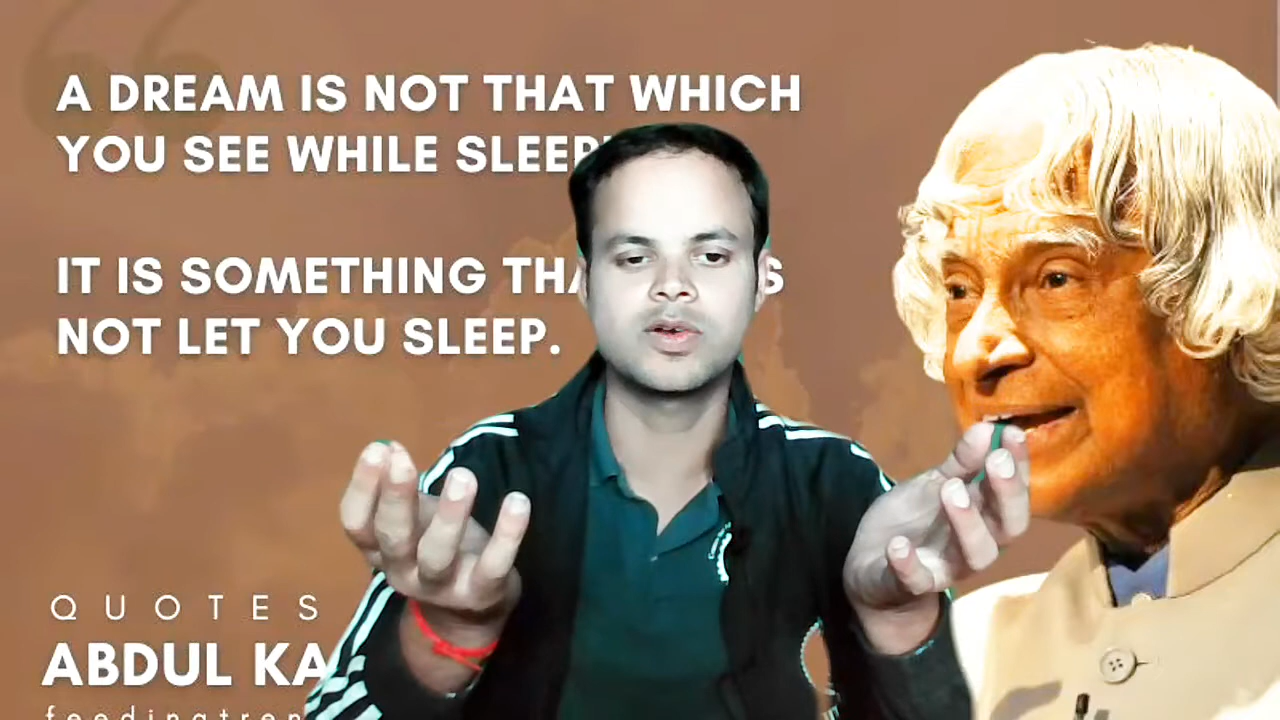 A DREAM IS NOT THAT WHICH
YOU SEE WHILE
IT IS SOMETHING
NOT LET YOU SLEEP.
QUOTES
ABDUL